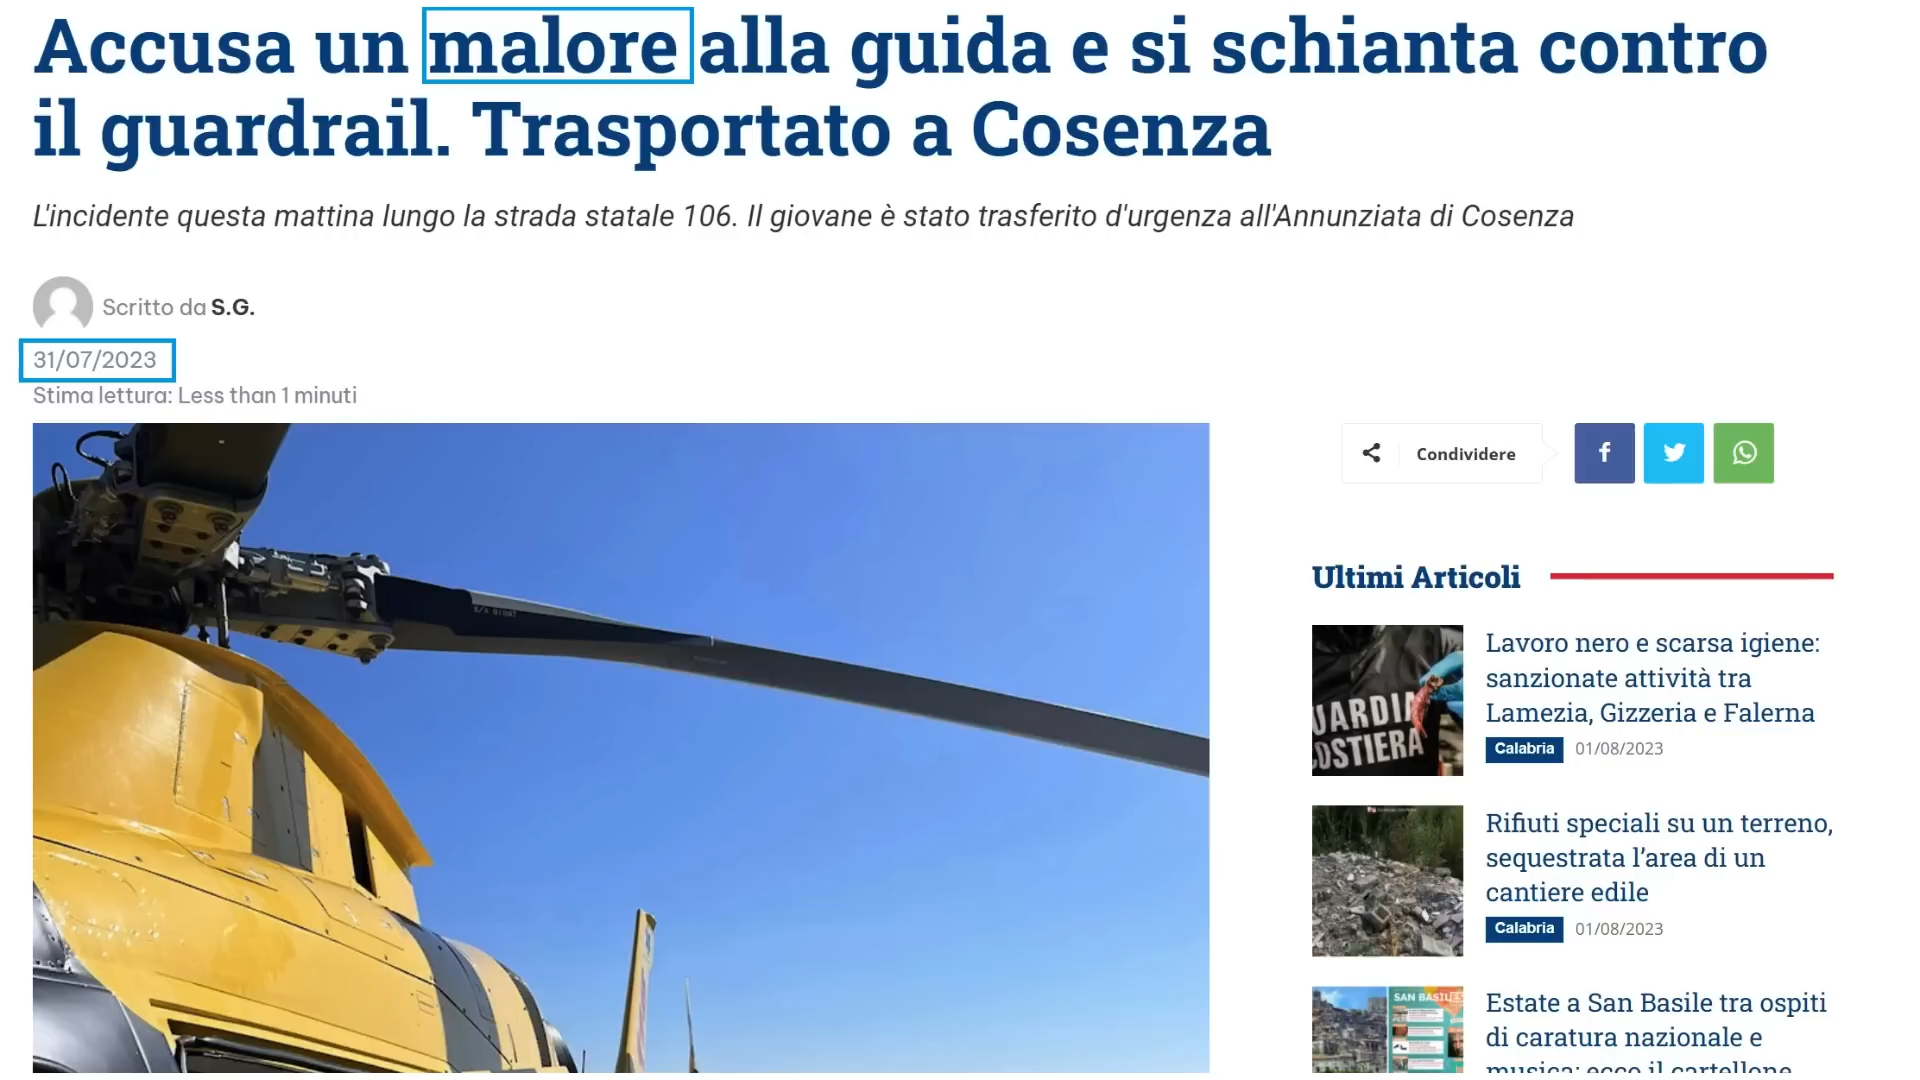 Accusa un malore alla guida e si schianta contro
il guardrail. Trasportato a Cosenza
L'incidente questa mattina lungo la strada statale 106. Il giovane è stato trasferito d'urgenza all'Annunziata di Cosenza
Scritto da S.G.
31/07/2023
Stima lettura: Less than 1 minuti
Condividere
Ultimi Articoli
Lavoro nero e scarsa igiene:
sanzionate attività tra
Lamezia, Gizzeria e Falerna
Calabria 01/08/2023
UARDIA
OSTIERA
Rifiuti speciali su un terreno,
sequestrata l’area di un
cantiere edile
Calabria 01/08/2023
Estate a San Basile tra ospiti
di caratura nazionale e
musica: ecco il cartellone
SAN BASILE